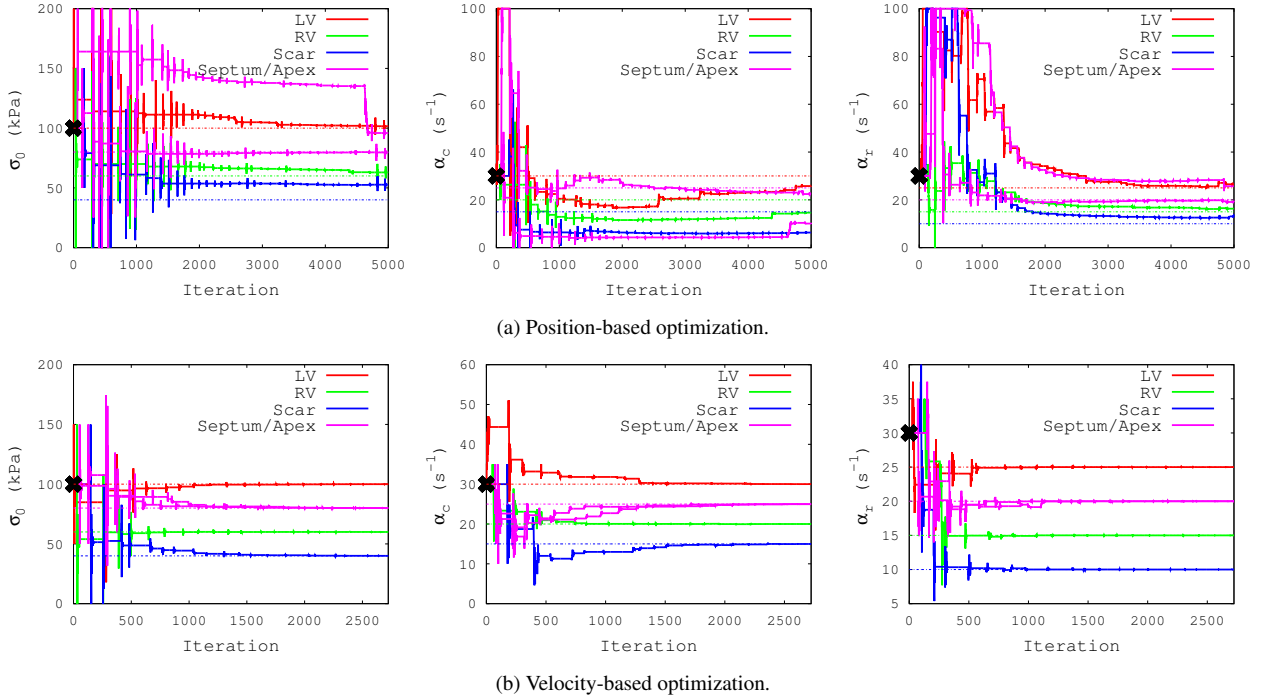 200
150
100
50
0
σ0 (kPa)
LV
RV
Scar
Septum/Apex
0 1000 2000 3000 4000 5000
Iteration
100
80
60
40
20
0
αc (s−1)
LV
RV
Scar
Septum/Apex
0 1000 2000 3000 4000 5000
Iteration
100
80
60
40
20
0
αr (s−1)
LV
RV
Scar
Septum/Apex
0 1000 2000 3000 4000 5000
Iteration
(a) Position-based optimization.
200
150
100
50
0
σ0 (kPa)
LV
RV
Scar
Septum/Apex
0 500 1000 1500 2000 2500
Iteration
60
50
40
30
20
10
0
αc (s−1)
LV
RV
Scar
Septum/Apex
0 500 1000 1500 2000 2500
Iteration
40
35
30
25
20
15
10
5
αr (s−1)
LV
RV
Scar
Septum/Apex
0 500 1000 1500 2000 2500
Iteration
(b) Velocity-based optimization.